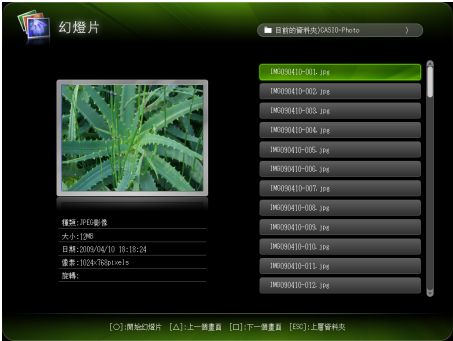 幻燈片
目前的資料夾\CASIO-Photo
IMG090410-001.jpg
IMG090410-002.jpg
IMG090410-003.jpg
IMG090410-004.jpg
IMG090410-005.jpg
IMG090410-006.jpg
IMG090410-007.jpg
IMG090410-008.jpg
IMG090410-009.jpg
IMG090410-010.jpg
IMG090410-011.jpg
IMG090410-012.jpg
種類:JPEG影像
大小:12MB
日期:2009/04/10 18:18:24
像素:1024x768pixels
旋轉:
[○]:開始幻燈片 [△]:上一個畫面 [□]:下一個畫面 [ESC]:上層資料夾